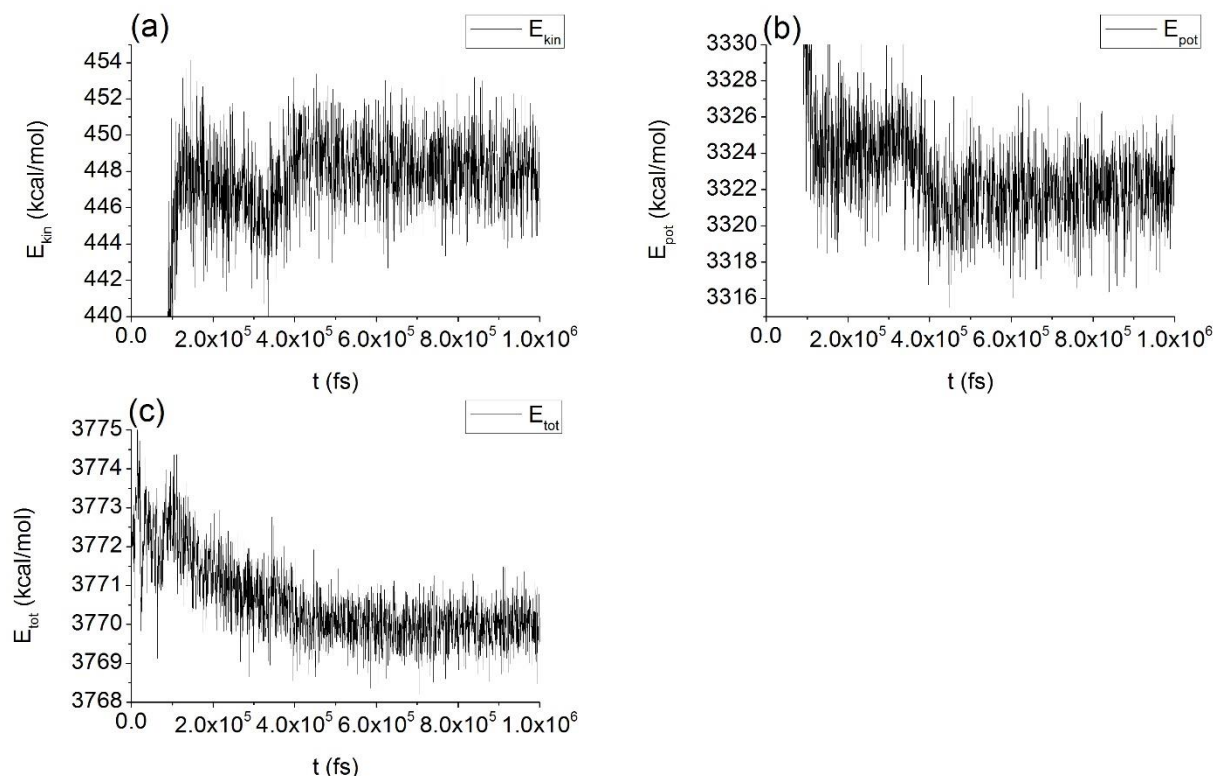 (a)
E_kin
454
452
450
448
446
444
442
440
E_kin (kcal/mol)
0.0 2.0x10^5 4.0x10^5 6.0x10^5 8.0x10^5 1.0x10^6
t (fs)
(b)
E_pot
3330
3328
3326
3324
3322
3320
3318
3316
E_pot (kcal/mol)
0.0 2.0x10^5 4.0x10^5 6.0x10^5 8.0x10^5 1.0x10^6
t (fs)
(c)
E_tot
3775
3774
3773
3772
3771
3770
3769
3768
E_tot (kcal/mol)
0.0 2.0x10^5 4.0x10^5 6.0x10^5 8.0x10^5 1.0x10^6
t (fs)